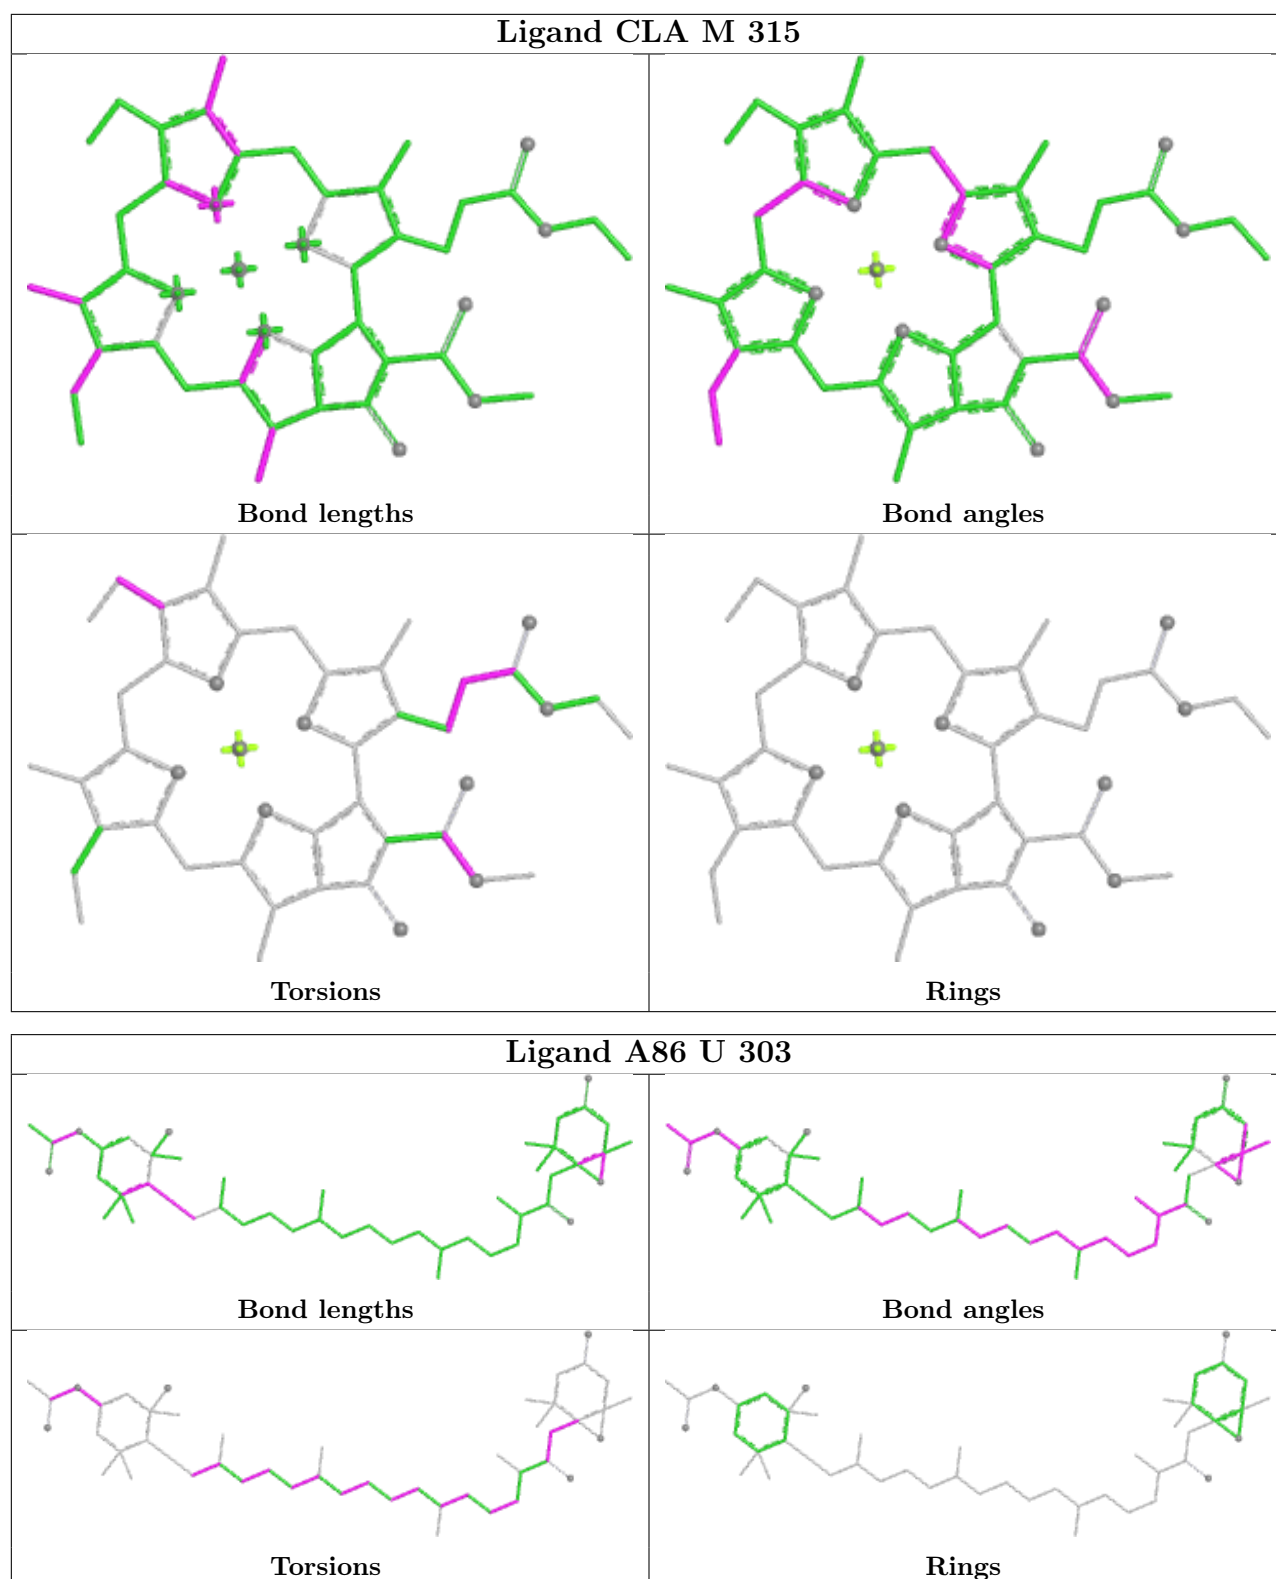 Ligand CLA M 315
Bond lengths
Bond angles
Torsions
Rings
Ligand A86 U 303
Bond lengths
Bond angles
Torsions
Rings